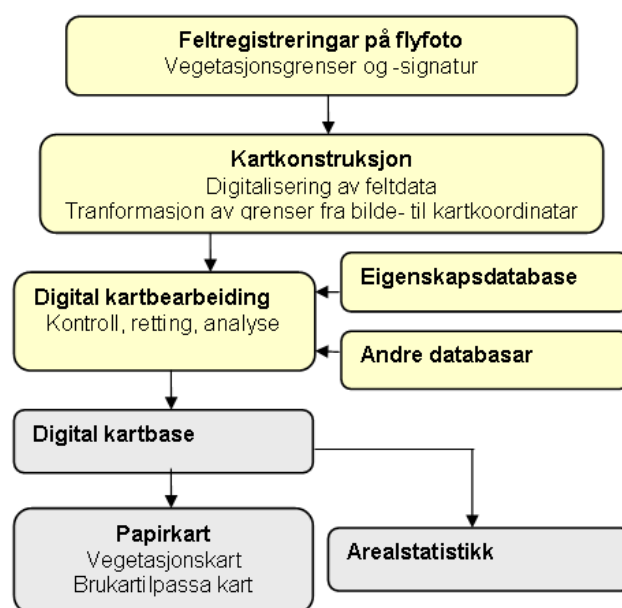 Feltregistreringar på flyfoto
Vegetasjonsgrenser og -signatur
Kartkonstruksjon
Digitalisering av feltdata
Tranformasjon av grenser fra bilde- til kartkoordinatar
Digital kartbearbeiding
Kontroll, retting, analyse
Eigenskapsdatabase
Andre databasar
Digital kartbase
Papirkart
Vegetasjonskart
Brukartilpassa kart
Arealstatistikk